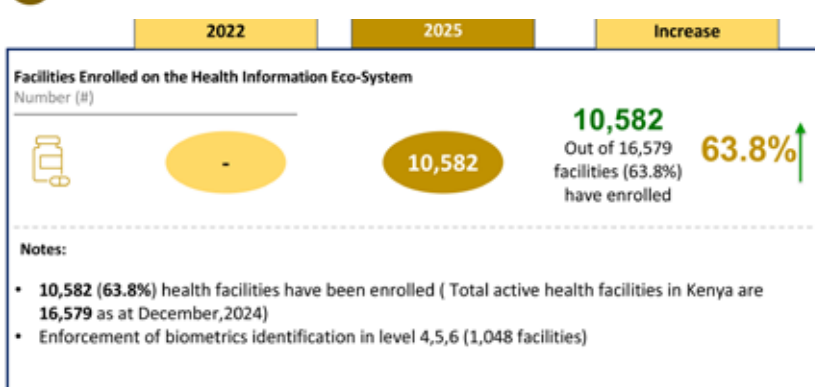 2022 2025 Increase
Facilities Enrolled on the Health Information Eco-System
Number (#)
- 10,582
10,582
Out of 16,579
facilities (63.8%)
have enrolled
63.8%
Notes:
• 10,582 (63.8%) health facilities have been enrolled ( Total active health facilities in Kenya are
16,579 as at December,2024)
• Enforcement of biometrics identification in level 4,5,6 (1,048 facilities)